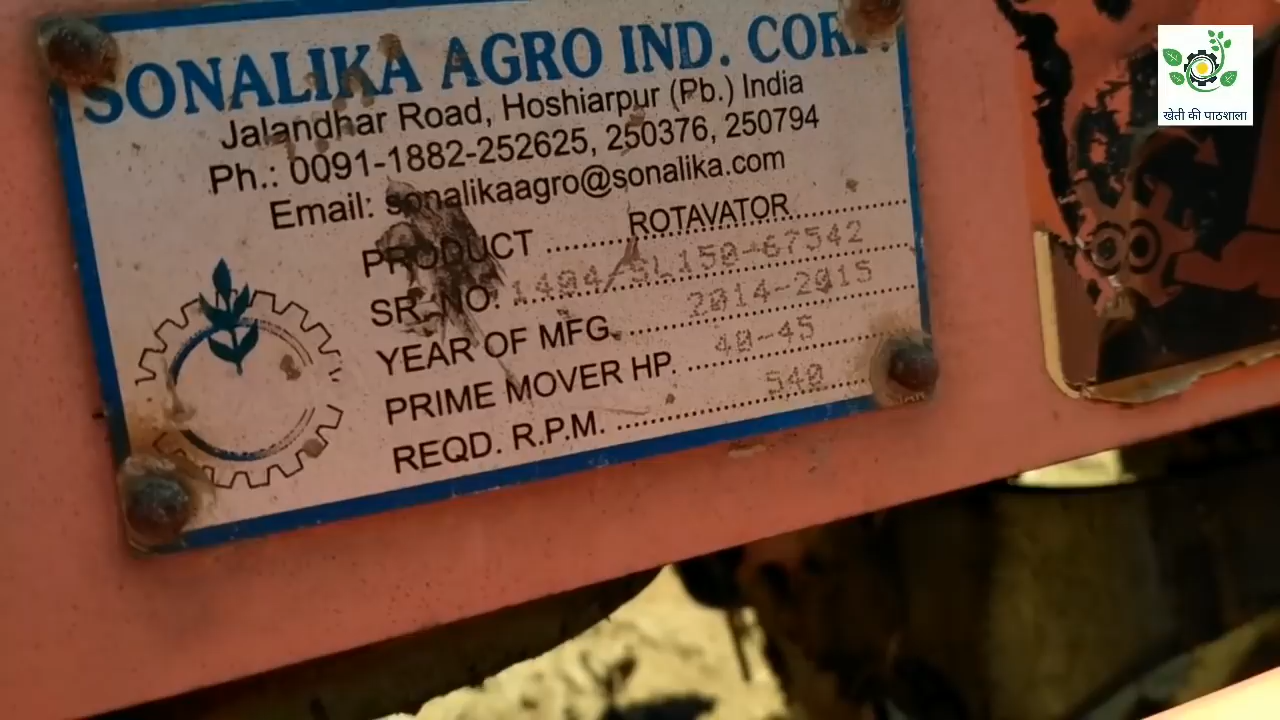 SONALIKA AGRO IND. CORP.
Jalandhar Road, Hoshiarpur (Pb.) India
Ph.: 0091-1882-252625, 250376, 250794
Email: sonalikaagro@sonalika.com
PRODUCT ..........ROTAVATOR................
SR. NO. 1404/SL150-67542
YEAR OF MFG. ........2014-2015........
PRIME MOVER HP. ....40-45............
REQD. R.P.M. ....................540.......
खेती की पाठशाला